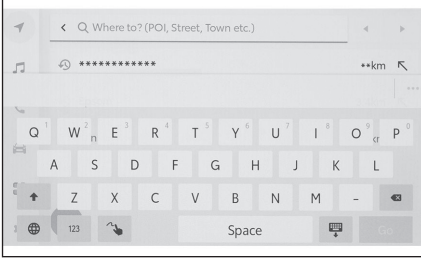 Where to? (POI, Street, Town etc.)
************
**km
Q 1 W 2 E 3 R 4 T 5 Y 6 U 7 I 8 O 9 P 0
A S D F G H J K L
Z X C V B N M -
123 Space Go